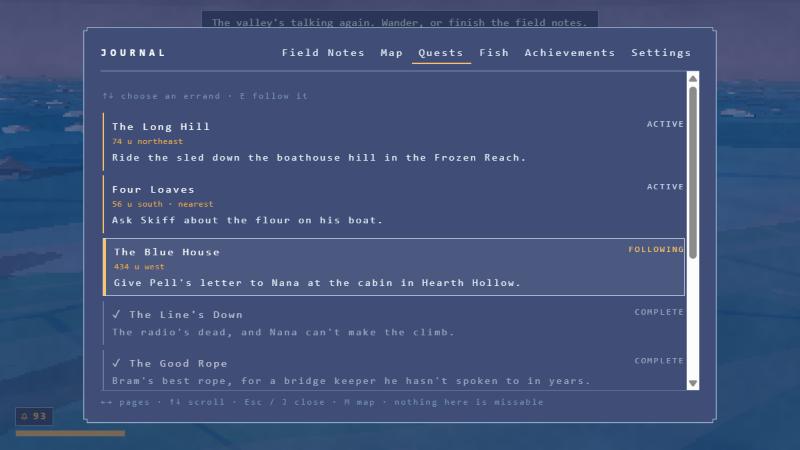 The valley's talking again. Wander, or finish the field notes.
JOURNAL
Field Notes Map Quests Fish Achievements Settings
↑↓ choose an errand · E follow it
The Long Hill ACTIVE
74 u northeast
Ride the sled down the boathouse hill in the Frozen Reach.
Four Loaves ACTIVE
56 u south · nearest
Ask Skiff about the flour on his boat.
The Blue House FOLLOWING
434 u west
Give Pell's letter to Nana at the cabin in Hearth Hollow.
✓ The Line's Down COMPLETE
The radio's dead, and Nana can't make the climb.
✓ The Good Rope COMPLETE
Bram's best rope, for a bridge keeper he hasn't spoken to in years.
←→ pages · ↑↓ scroll · Esc / J close · M map · nothing here is missable
93